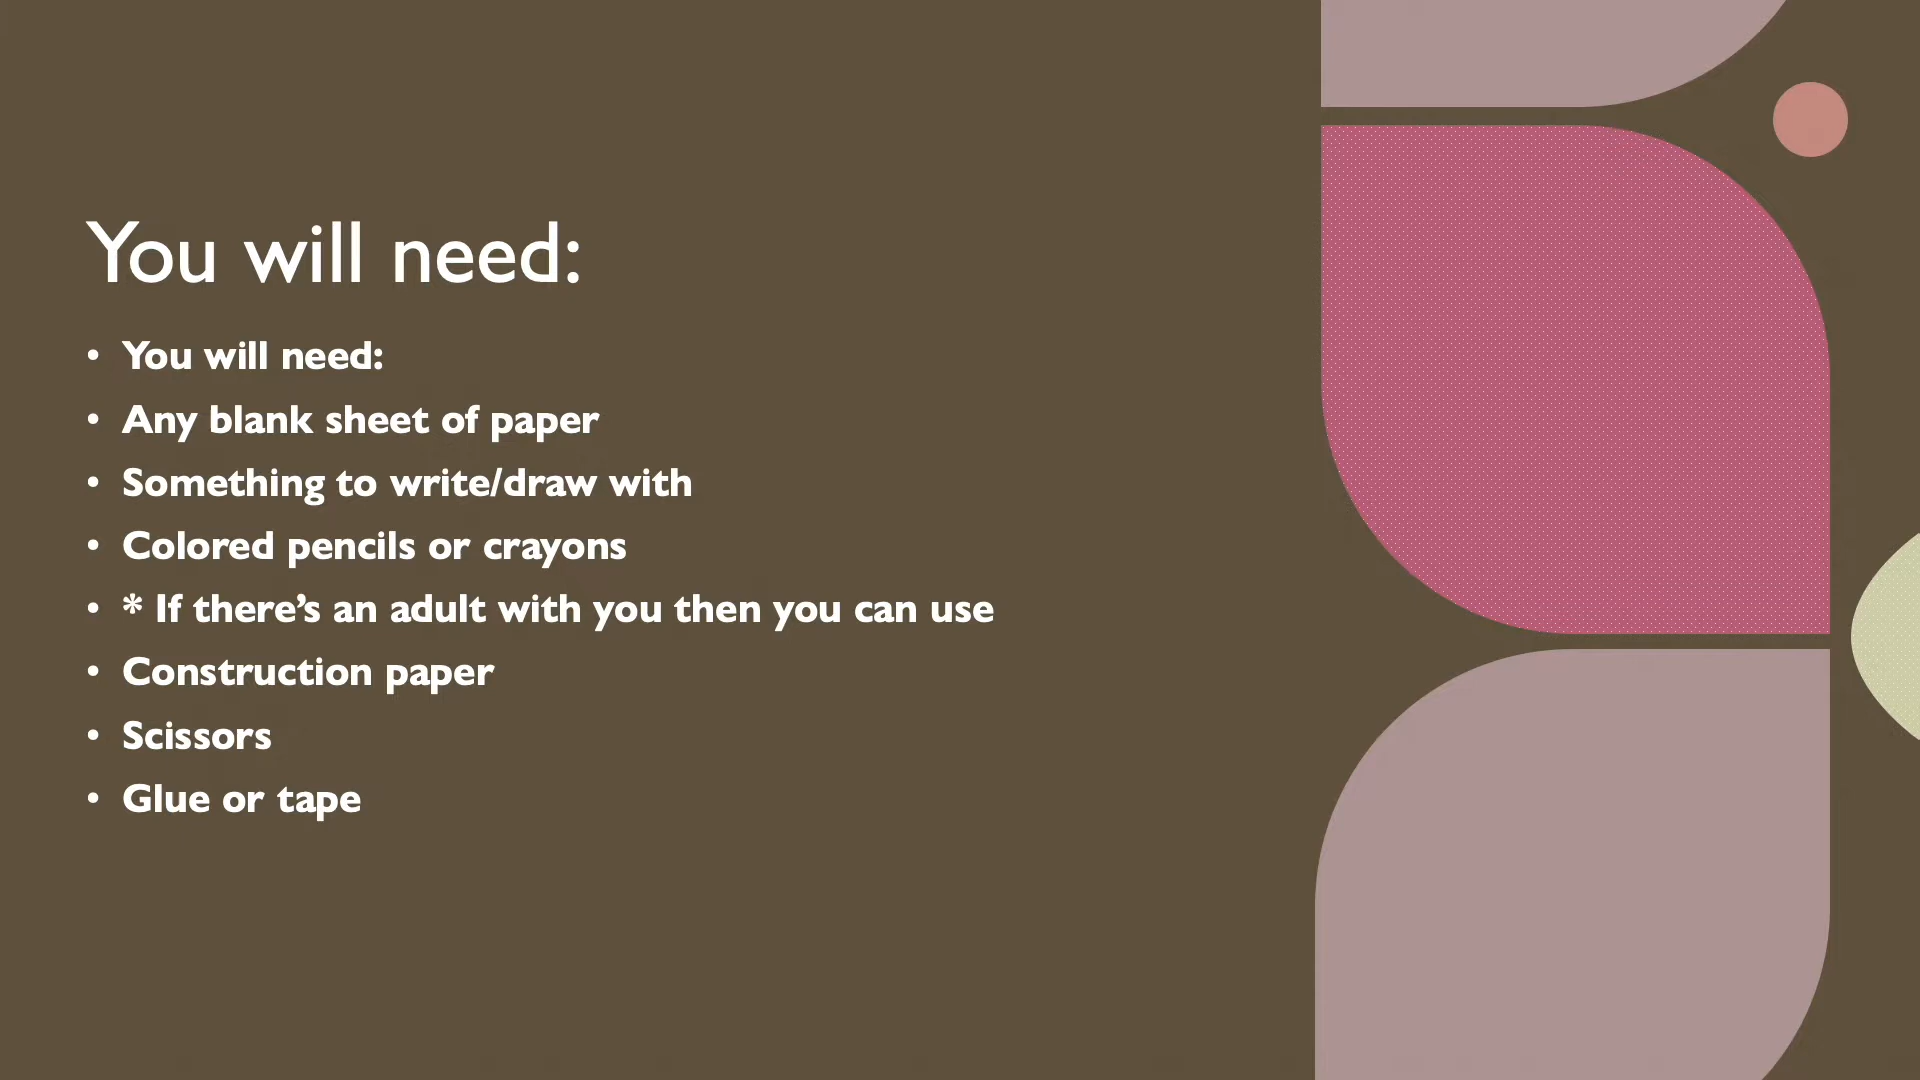 You will need:
• You will need:
• Any blank sheet of paper
• Something to write/draw with
• Colored pencils or crayons
• * If there’s an adult with you then you can use
• Construction paper
• Scissors
• Glue or tape